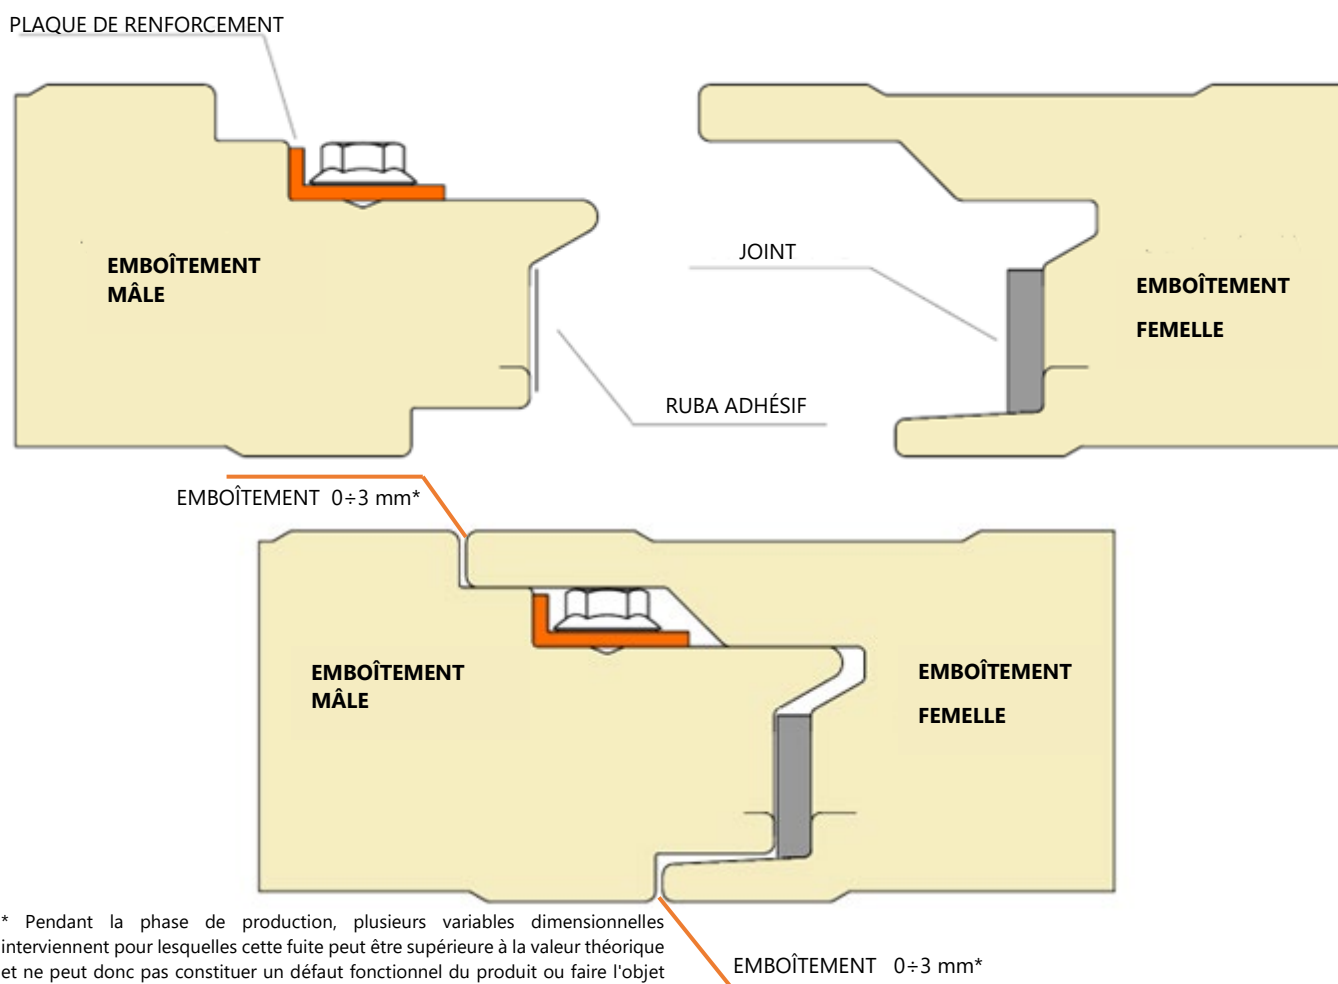 PLAQUE DE RENFORCEMENT
EMBOÎTEMENT
MÂLE
JOINT
EMBOÎTEMENT
FEMELLE
RUBA ADHÉSIF
EMBOÎTEMENT 0÷3 mm*
EMBOÎTEMENT
MÂLE
EMBOÎTEMENT
FEMELLE
* Pendant la phase de production, plusieurs variables dimensionnelles
interviennent pour lesquelles cette fuite peut être supérieure à la valeur théorique
et ne peut donc pas constituer un défaut fonctionnel du produit ou faire l'objet
EMBOÎTEMENT 0÷3 mm*